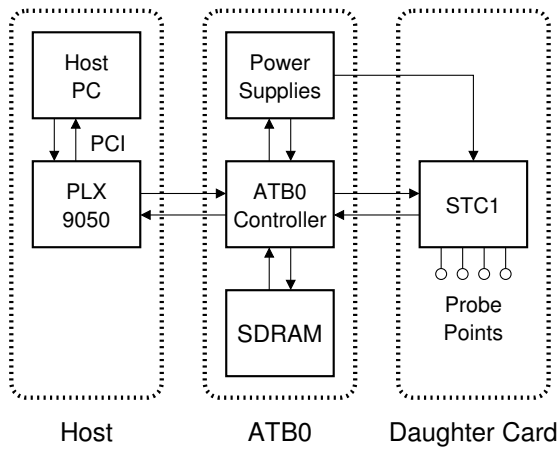 Host
PC
PCI
PLX
9050
Power
Supplies
ATB0
Controller
SDRAM
STC1
Probe
Points
Host
ATB0
Daughter Card